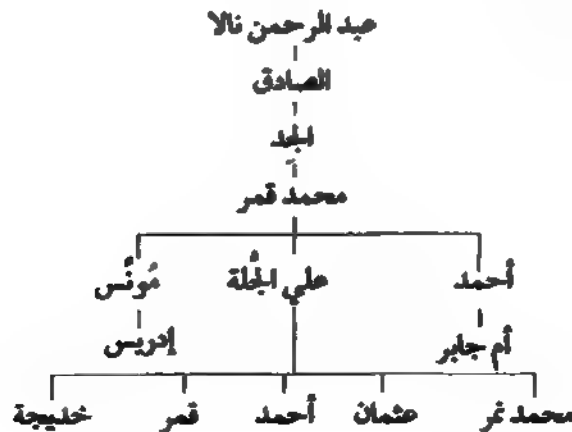 عبد الرحمن نالا
الصادق
الجد
محمد قمر
أحمد علي الجُلة مُونس
أم جابر إدريس
محمد نمر عثمان أحمد قمر خليجة